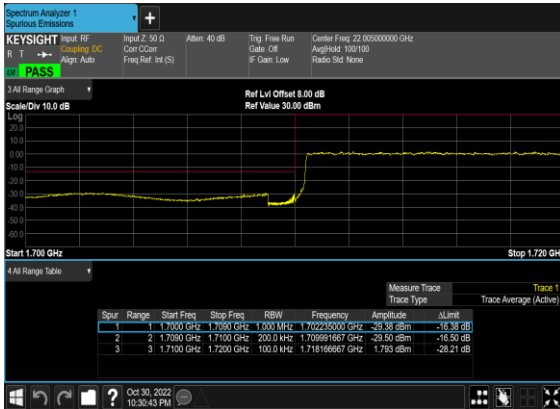 Spectrum Analyzer 1
Spurious Emissions
+
KEYSIGHT Input: RF Input Z: 50 Ω Atten: 40 dB Trig: Free Run Center Freq: 22.005000000 GHz
R T Coupling: DC Corr CCorr Gate: Off Avg|Hold: 100/100
Align: Auto Freq Ref: Int (S) IF Gain: Low Radio Std: None
PASS
3 All Range Graph
Ref Lvl Offset 8.00 dB
Scale/Div 10.0 dB Ref Value 30.00 dBm
Log
20.0
10.0
0.00
-10.0
-20.0
-30.0
-40.0
-50.0
-60.0
Start 1.700 GHz Stop 1.720 GH
4 All Range Table
Measure Trace Trace 1
Trace Type Trace Average (Active)
Spur Range Start Freq Stop Freq RBW Frequency Amplitude ΔLimit
1 1 1.7000 GHz 1.7090 GHz 1.000 MHz 1.702235000 GHz -29.38 dBm -16.38 dB
2 2 1.7090 GHz 1.7100 GHz 200.0 kHz 1.709991667 GHz -29.50 dBm -16.50 dB
3 3 1.7100 GHz 1.7200 GHz 100.0 kHz 1.718166667 GHz 1.793 dBm -28.21 dB
?
Oct 30, 2022
10:30:43 PM